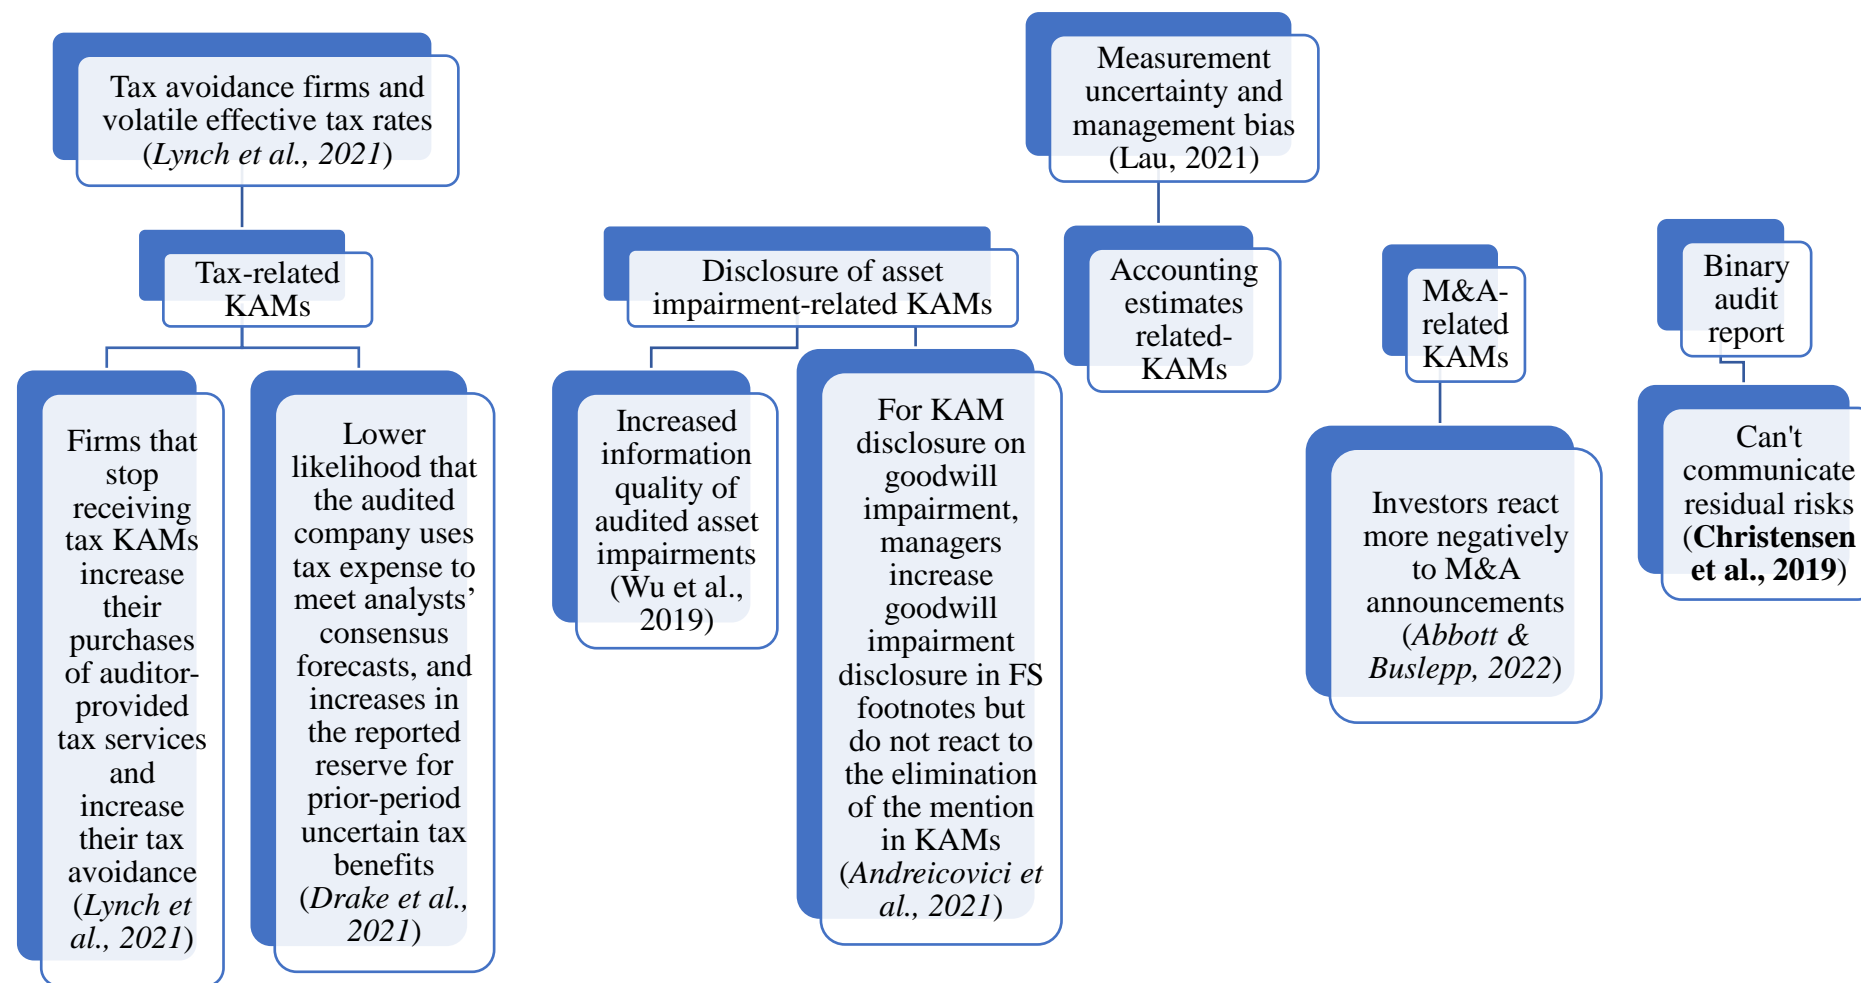 Tax avoidance firms and
volatile effective tax rates
(Lynch et al., 2021)
Tax-related
KAMs
Firms that
stop
receiving
tax KAMs
increase
their
purchases
of auditor-
provided
tax services
and
increase
their tax
avoidance
(Lynch et
al., 2021)
Lower
likelihood that
the audited
company uses
tax expense to
meet analysts’
consensus
forecasts, and
increases in
the reported
reserve for
prior-period
uncertain tax
benefits
(Drake et al.,
2021)
Disclosure of asset
impairment-related KAMs
Increased
information
quality of
audited asset
impairments
(Wu et al.,
2019)
For KAM
disclosure on
goodwill
impairment,
managers
increase
goodwill
impairment
disclosure in FS
footnotes but
do not react to
the elimination
of the mention
in KAMs
(Andreicovici et
al., 2021)
Measurement
uncertainty and
management bias
(Lau, 2021)
Accounting
estimates
related-
KAMs
M&A-
related
KAMs
Investors react
more negatively
to M&A
announcements
(Abbott &
Buslepp, 2022)
Binary
audit
report
Can't
communicate
residual risks
(Christensen
et al., 2019)